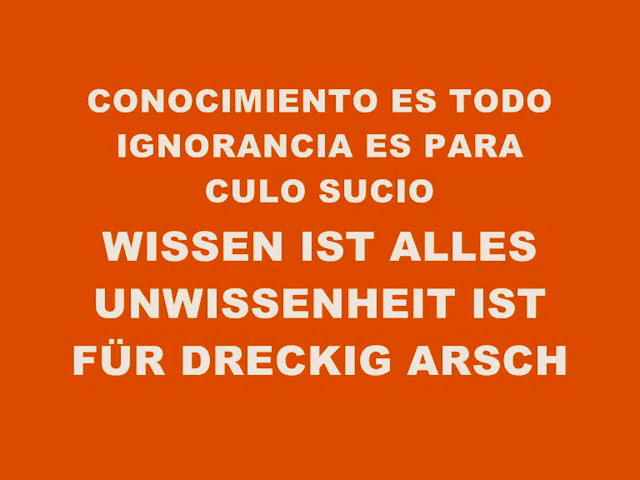 CONOCIMIENTO ES TODO
IGNORANCIA ES PARA
CULO SUCIO
WISSEN IST ALLES
UNWISSENHEIT IST
FÜR DRECKIG ARSCH